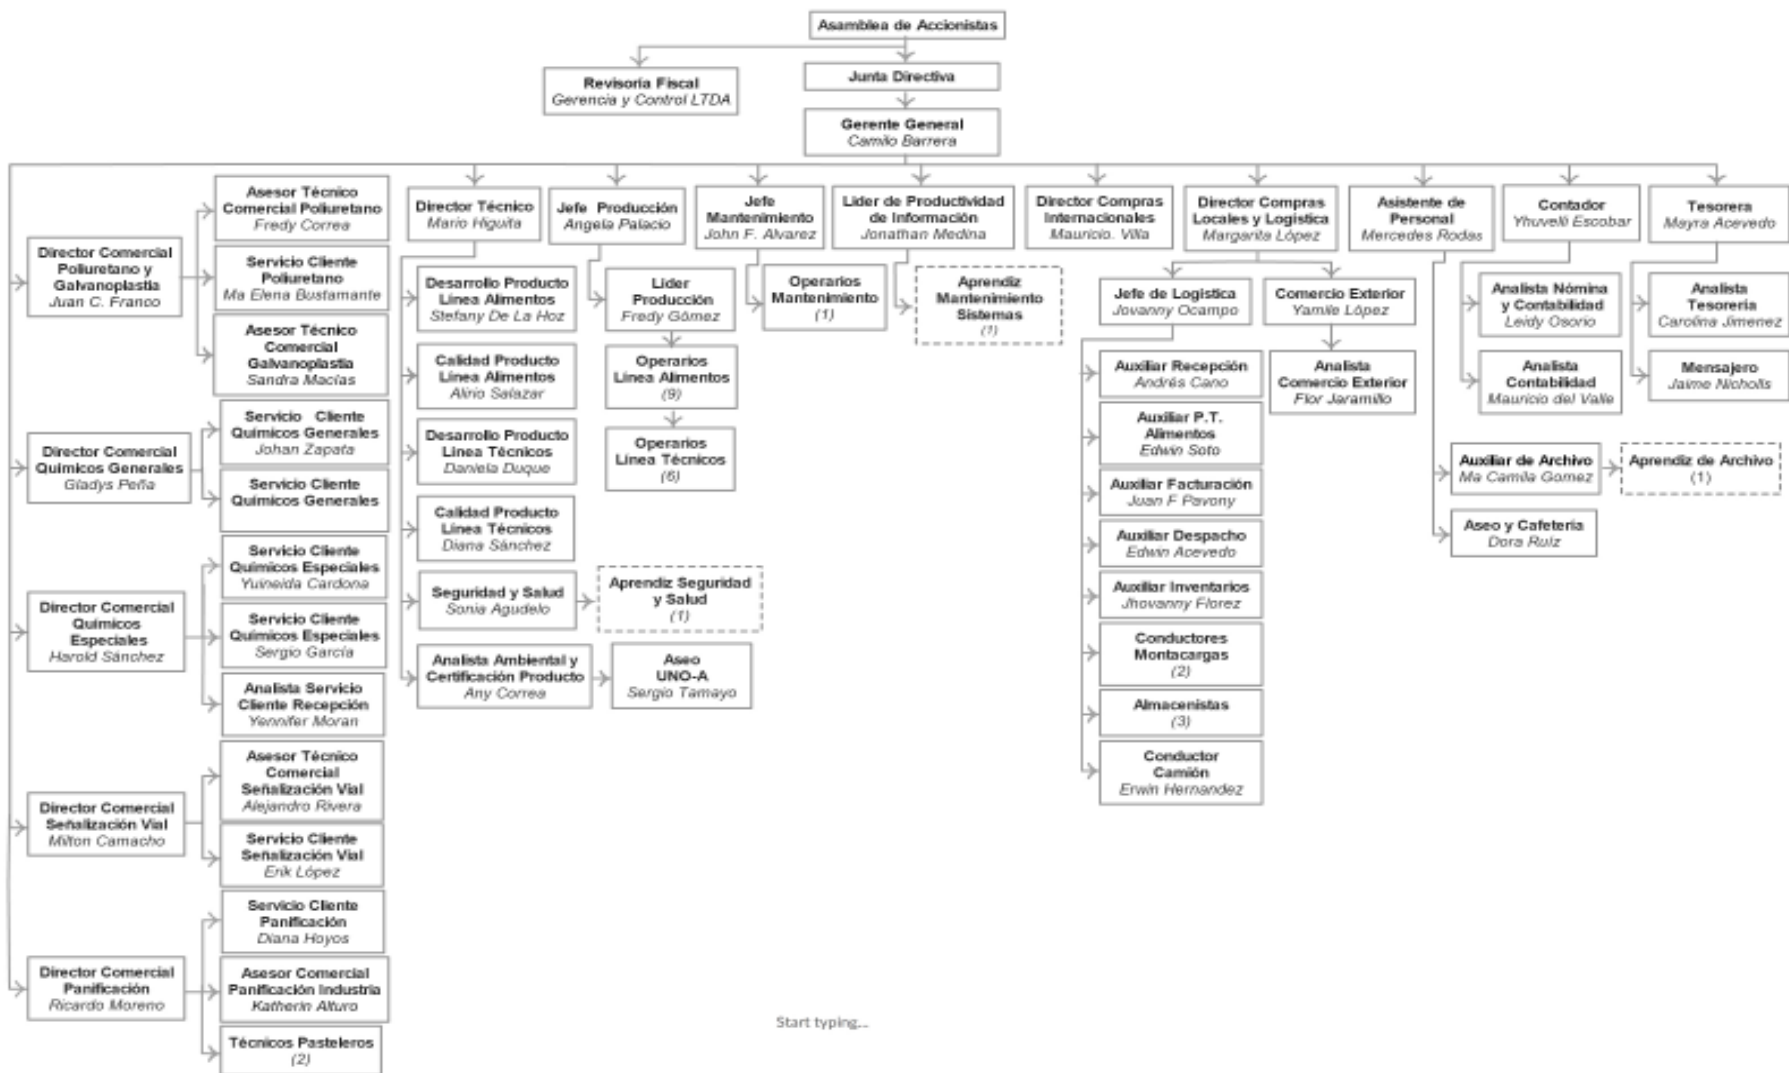 Asamblea de Accionistas
Revisoría Fiscal
Gerencia y Control LTDA
Junta Directiva
Gerente General
Camilo Barrera
Director Comercial
Poliuretano y
Galvanoplastia
Juan C. Franco
Asesor Técnico
Comercial Poliuretano
Fredy Correa
Servicio Cliente
Poliuretano
Ma Elena Bustamante
Asesor Técnico
Comercial
Galvanoplastia
Sandra Macías
Director Comercial
Químicos Generales
Gladys Peña
Servicio Cliente
Químicos Generales
Johan Zapata
Servicio Cliente
Químicos Generales
Director Comercial
Químicos
Especiales
Harold Sánchez
Servicio Cliente
Químicos Especiales
Yuineida Cardona
Servicio Cliente
Químicos Especiales
Sergio García
Analista Servicio
Cliente Recepción
Yennifer Moran
Director Comercial
Señalización Vial
Milton Camacho
Asesor Técnico
Comercial
Señalización Vial
Alejandro Rivera
Servicio Cliente
Señalización Vial
Erik López
Director Comercial
Panificación
Ricardo Moreno
Servicio Cliente
Panificación
Diana Hoyos
Asesor Comercial
Panificación Industria
Katherin Alturo
Técnicos Pasteleros
(2)
Director Técnico
Mario Higuita
Desarrollo Producto
Línea Alimentos
Stefany De La Hoz
Calidad Producto
Línea Alimentos
Alirio Salazar
Desarrollo Producto
Línea Técnicos
Daniela Duque
Calidad Producto
Línea Técnicos
Diana Sánchez
Seguridad y Salud
Sonia Agudelo
Aprendiz Seguridad
y Salud
(1)
Analista Ambiental y
Certificación Producto
Any Correa
Aseo
UNO-A
Sergio Tamayo
Jefe Producción
Angela Palacio
Lider
Producción
Fredy Gómez
Operarios
Línea Alimentos
(9)
Operarios
Línea Técnicos
(6)
Jefe
Mantenimiento
John F. Alvarez
Operarios
Mantenimiento
(1)
Lider de Productividad
de Información
Jonathan Medina
Aprendiz
Mantenimiento
Sistemas
(1)
Director Compras
Internacionales
Mauricio. Villa
Director Compras
Locales y Logística
Margarita López
Jefe de Logística
Jovanny Ocampo
Auxiliar Recepción
Andrés Cano
Auxiliar P.T.
Alimentos
Edwin Soto
Auxiliar Facturación
Juan F Pavony
Auxiliar Despacho
Edwin Acevedo
Auxiliar Inventarios
Jhovanny Florez
Conductores
Montacargas
(2)
Almacenistas
(3)
Conductor
Camión
Erwin Hernandez
Comercio Exterior
Yamile López
Analista
Comercio Exterior
Flor Jaramillo
Asistente de
Personal
Mercedes Rodas
Auxiliar de Archivo
Ma Camila Gomez
Aprendiz de Archivo
(1)
Aseo y Cafetería
Dora Ruíz
Contador
Yhuvelli Escobar
Analista Nómina
y Contabilidad
Leidy Osorio
Analista
Contabilidad
Mauricio del Valle
Tesorera
Mayra Acevedo
Analista
Tesorería
Carolina Jimenez
Mensajero
Jaime Nicholls
Start typing...